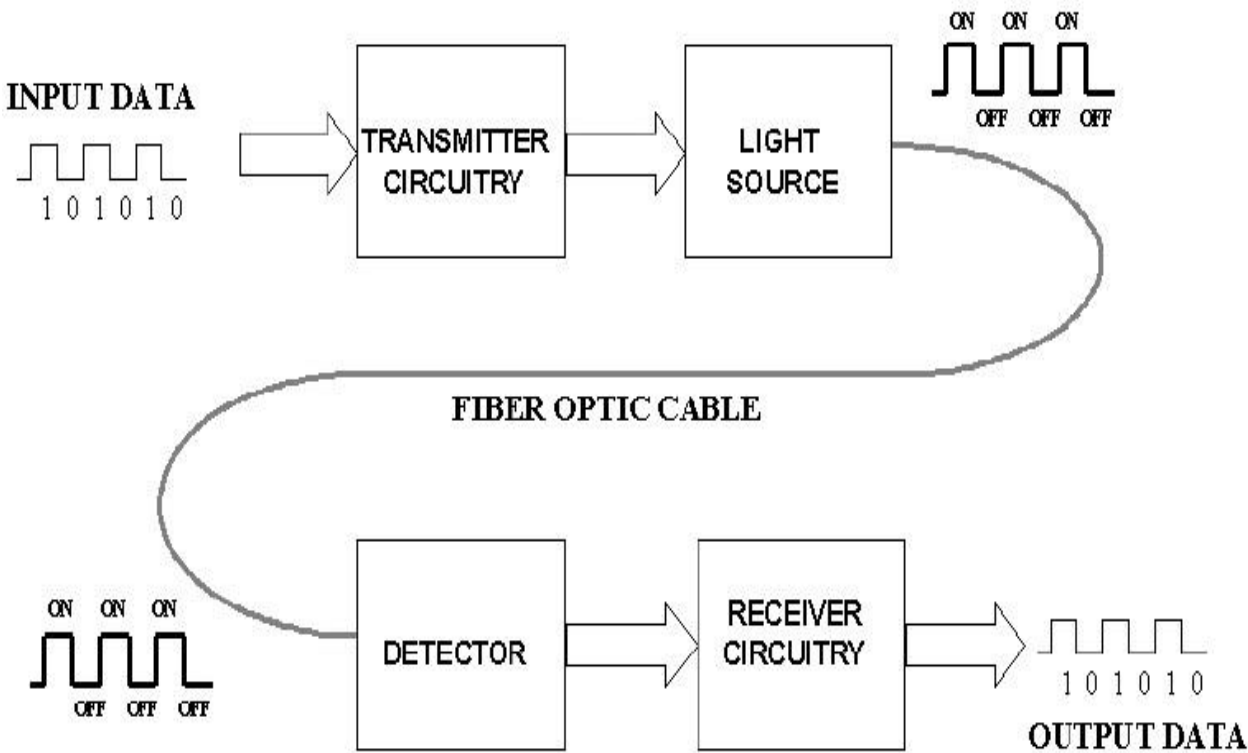 ON ON ON
OFF OFF OFF
INPUT DATA
1 0 1 0 1 0
TRANSMITTER
CIRCUITRY
LIGHT
SOURCE
FIBER OPTIC CABLE
ON ON ON
OFF OFF OFF
DETECTOR
RECEIVER
CIRCUITRY
1 0 1 0 1 0
OUTPUT DATA